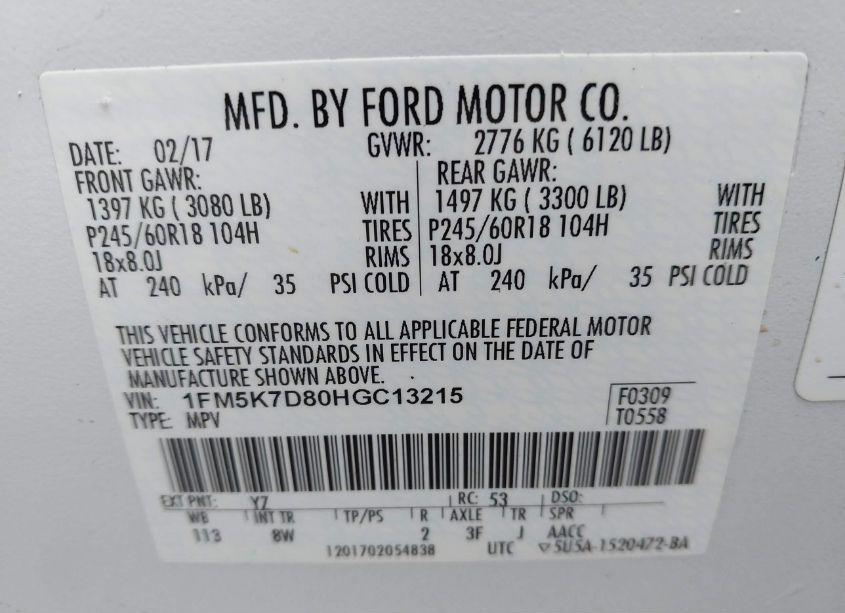 MFD. BY FORD MOTOR CO.
DATE: 02/17 GVWR: 2776 KG ( 6120 LB)
FRONT GAWR: REAR GAWR:
1397 KG ( 3080 LB) WITH 1497 KG ( 3300 LB) WITH
P245/60R18 104H TIRES P245/60R18 104H TIRES
18x8.0J RIMS 18x8.0J RIMS
AT 240 kPa/ 35 PSI COLD AT 240 kPa/ 35 PSI COLD
THIS VEHICLE CONFORMS TO ALL APPLICABLE FEDERAL MOTOR
VEHICLE SAFETY STANDARDS IN EFFECT ON THE DATE OF
MANUFACTURE SHOWN ABOVE.
VIN: 1FM5K7D80HGC13215 F0309
TYPE: MPV T0558
EXT PNT: Y7 RC: 53 DSO:
WB INT TR TP/PS R AXLE TR SPR
113 8W 2 3F J AACC
1201702054838 UTC ▽5U5A-1520472-BA